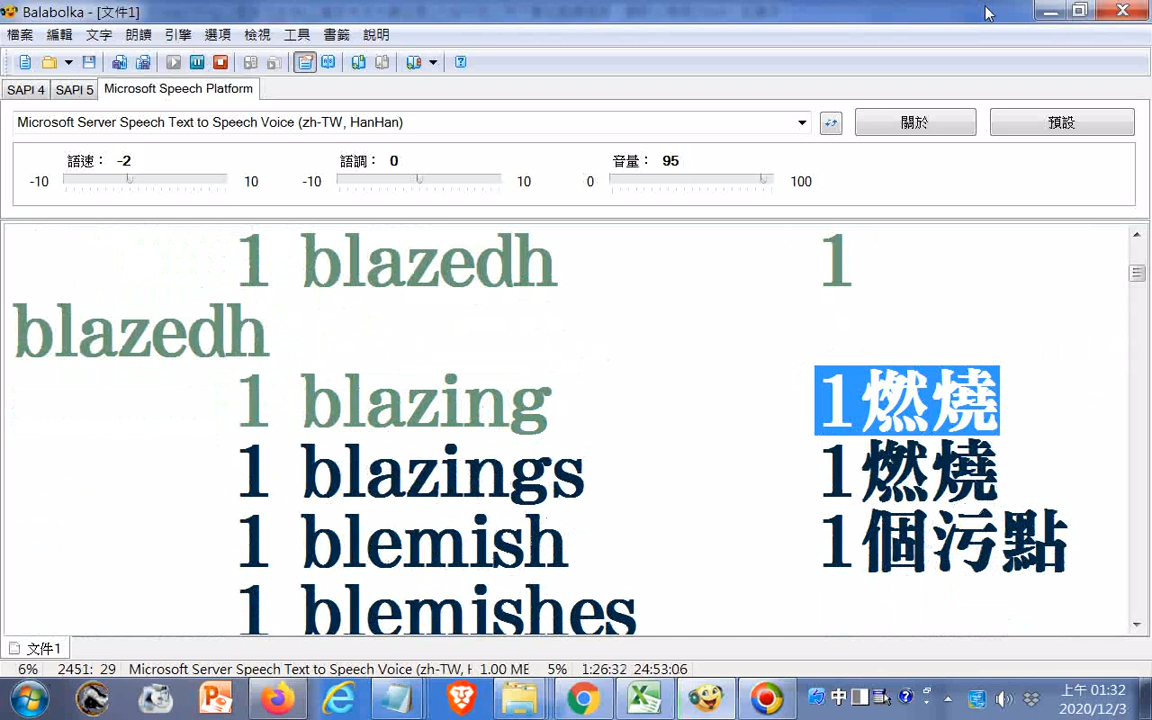 Balabolka - [文件1]
檔案 編輯 文字 朗讀 引擎 選項 檢視 工具 書籤 說明
SAPI 4 SAPI 5 Microsoft Speech Platform
Microsoft Server Speech Text to Speech Voice (zh-TW, HanHan) 關於 預設
語速： -2 語調： 0 音量： 95
-10 10 -10 10 0 100
1 blazedh 1
blazedh
1 blazing 1燃燒
1 blazings 1燃燒
1 blemish 1個污點
1 blemishes
文件1
6% 2451: 29 Microsoft Server Speech Text to Speech Voice (zh-TW, H 1.00 ME 5% 1:26:32 24:53:06
中 上午 01:32
2020/12/3